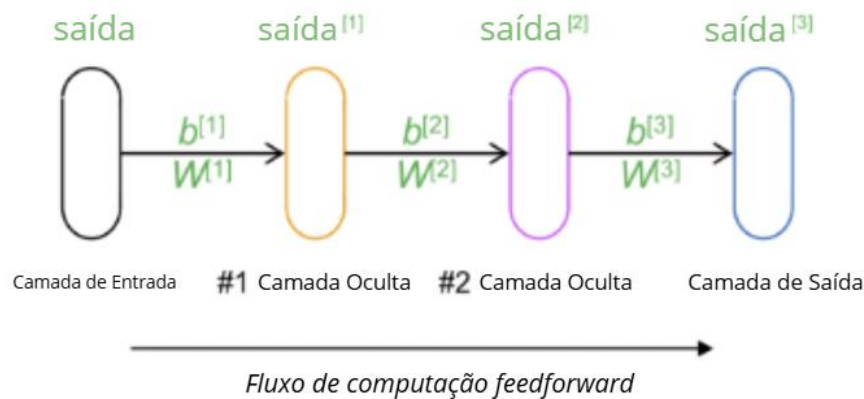 saída saída[1] saída[2] saída[3]
b[1] b[2] b[3]
W[1] W[2] W[3]
Camada de Entrada #1 Camada Oculta #2 Camada Oculta Camada de Saída
Fluxo de computação feedforward